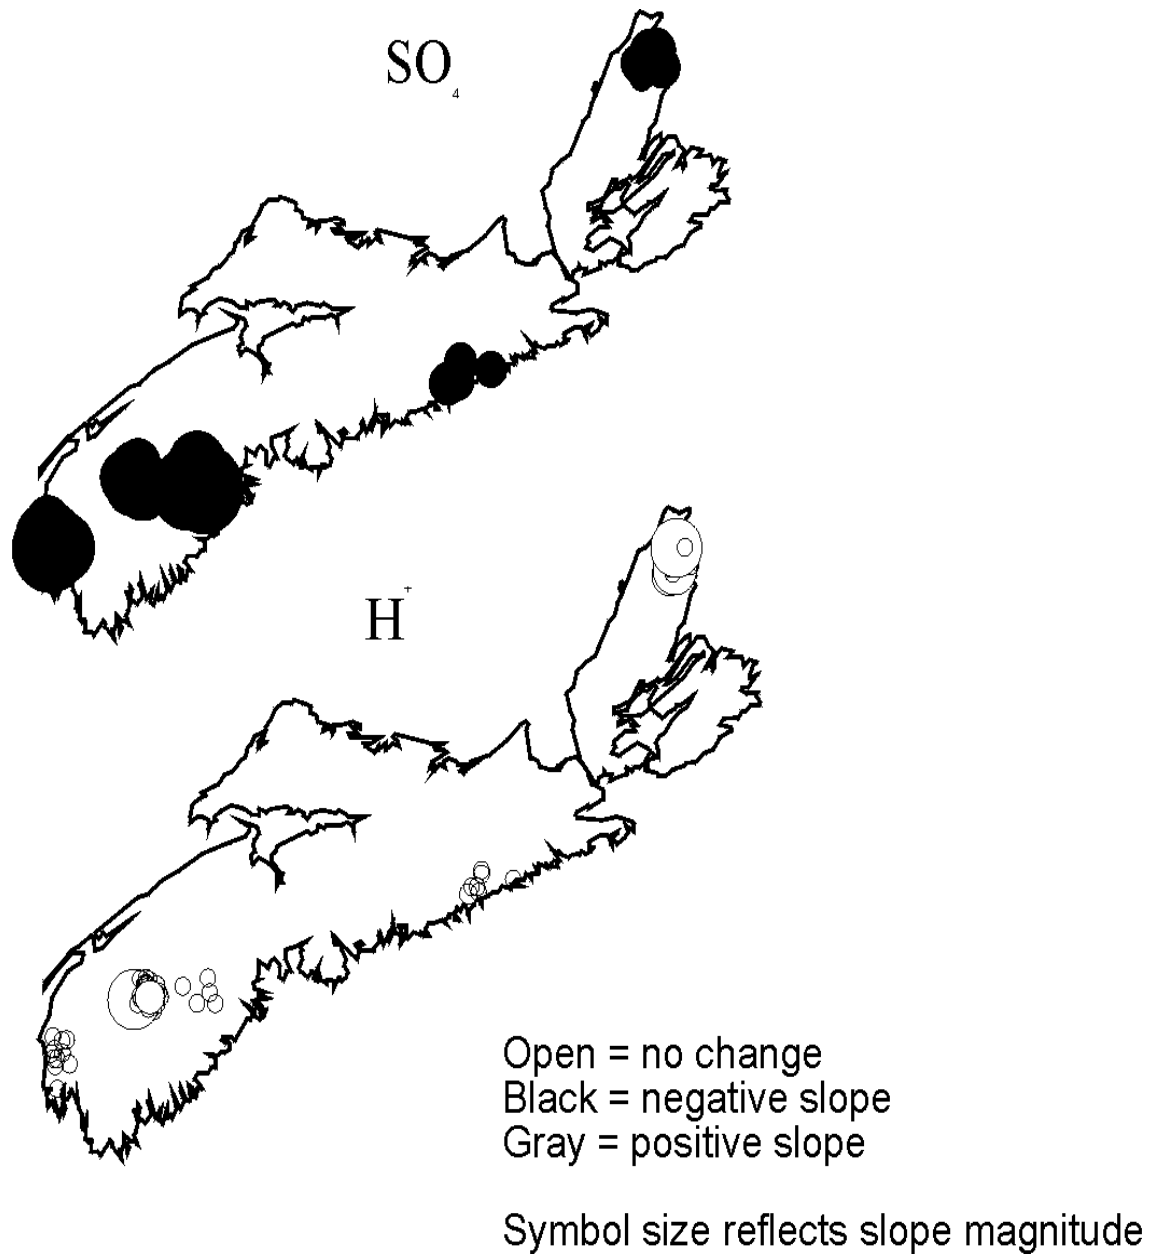 SO₄
H⁺
Open = no change
Black = negative slope
Gray = positive slope
Symbol size reflects slope magnitude